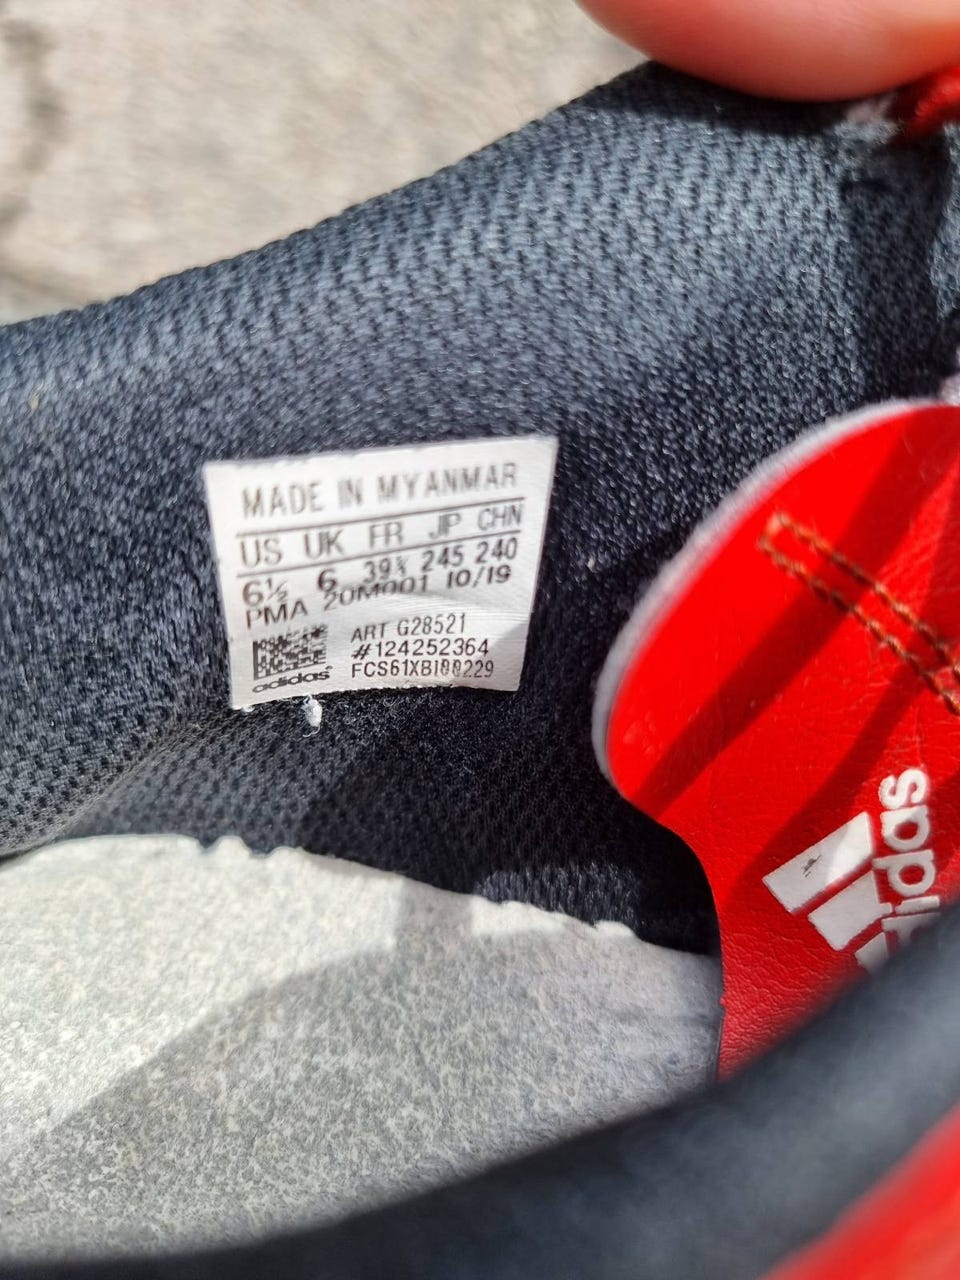 MADE IN MYANMAR
US UK FR JP CHN
6½ 6 39⅓ 245 240
PMA 20M001 10/19
ART G28521
#124252364
adidas FCS61XBI80229
adidas